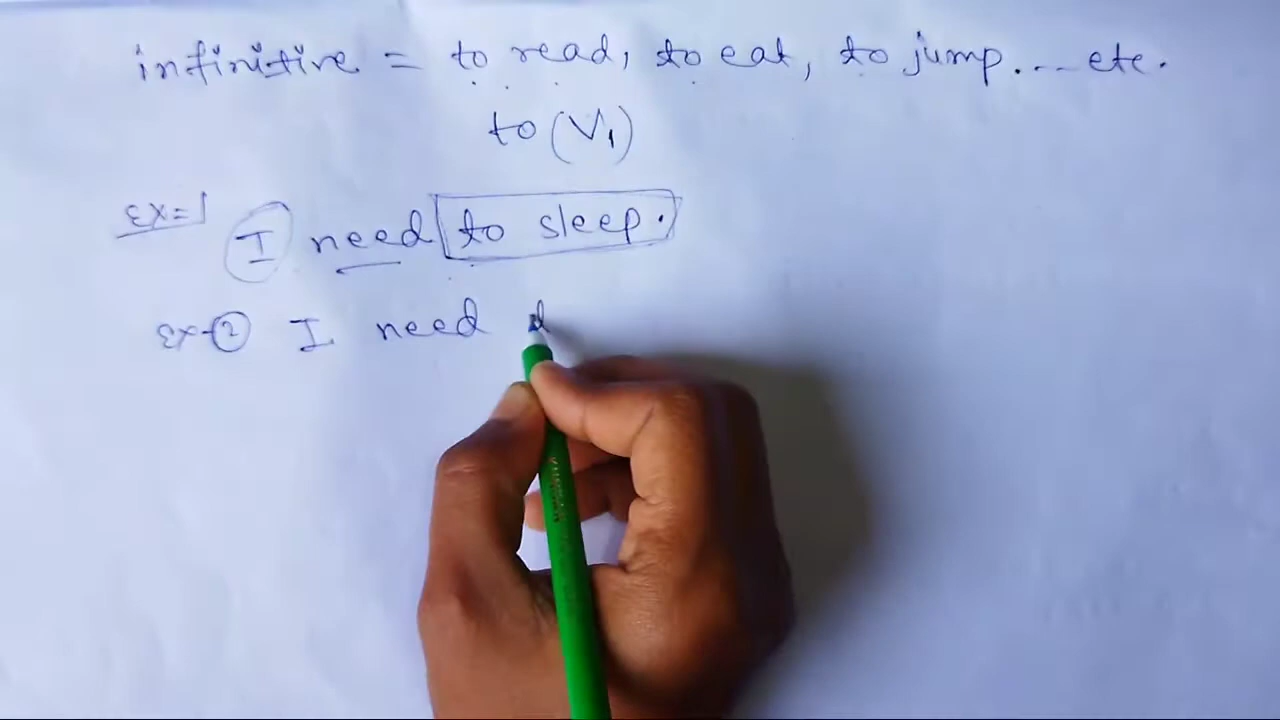 infinitive = to read, to eat, to jump....etc.
to (V₁)
Ex=1 I need to sleep.
Ex-② I need